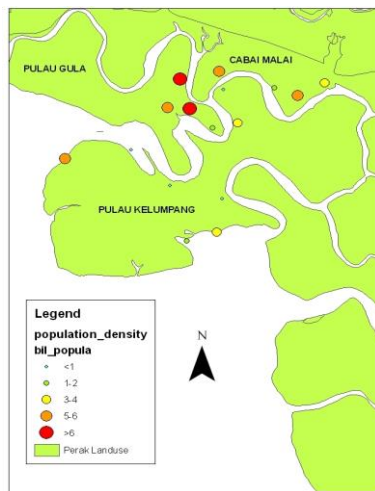 CABAI MALAI
PULAU GULA
PULAU KELUMPANG
N
Legend
population_density
bil_popula
<1
1-2
3-4
5-6
>6
Perak Landuse